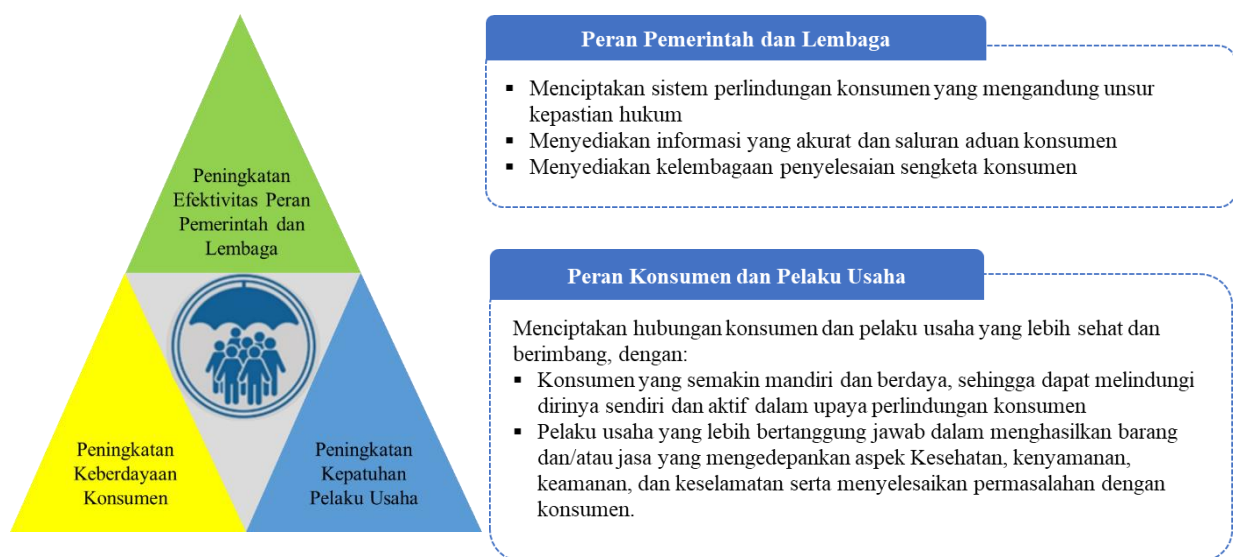 Peningkatan
Efektivitas Peran
Pemerintah dan
Lembaga
Peningkatan
Keberdayaan
Konsumen
Peningkatan
Kepatuhan
Pelaku Usaha
Peran Pemerintah dan Lembaga
▪ Menciptakan sistem perlindungan konsumen yang mengandung unsur
kepastian hukum
▪ Menyediakan informasi yang akurat dan saluran aduan konsumen
▪ Menyediakan kelembagaan penyelesaian sengketa konsumen
Peran Konsumen dan Pelaku Usaha
Menciptakan hubungan konsumen dan pelaku usaha yang lebih sehat dan
berimbang, dengan:
▪ Konsumen yang semakin mandiri dan berdaya, sehingga dapat melindungi
dirinya sendiri dan aktif dalam upaya perlindungan konsumen
▪ Pelaku usaha yang lebih bertanggung jawab dalam menghasilkan barang
dan/atau jasa yang mengedepankan aspek Kesehatan, kenyamanan,
keamanan, dan keselamatan serta menyelesaikan permasalahan dengan
konsumen.